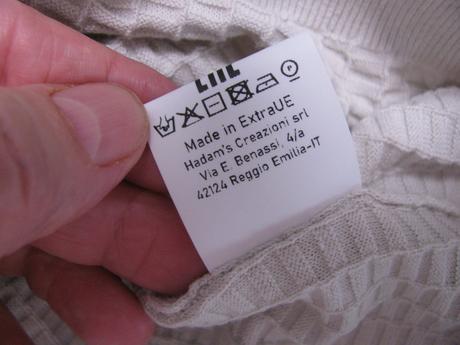 Made in ExtraUE
Hadam's Creazioni srl
Via E. Benassi, 4/a
42124 Reggio Emilia-IT